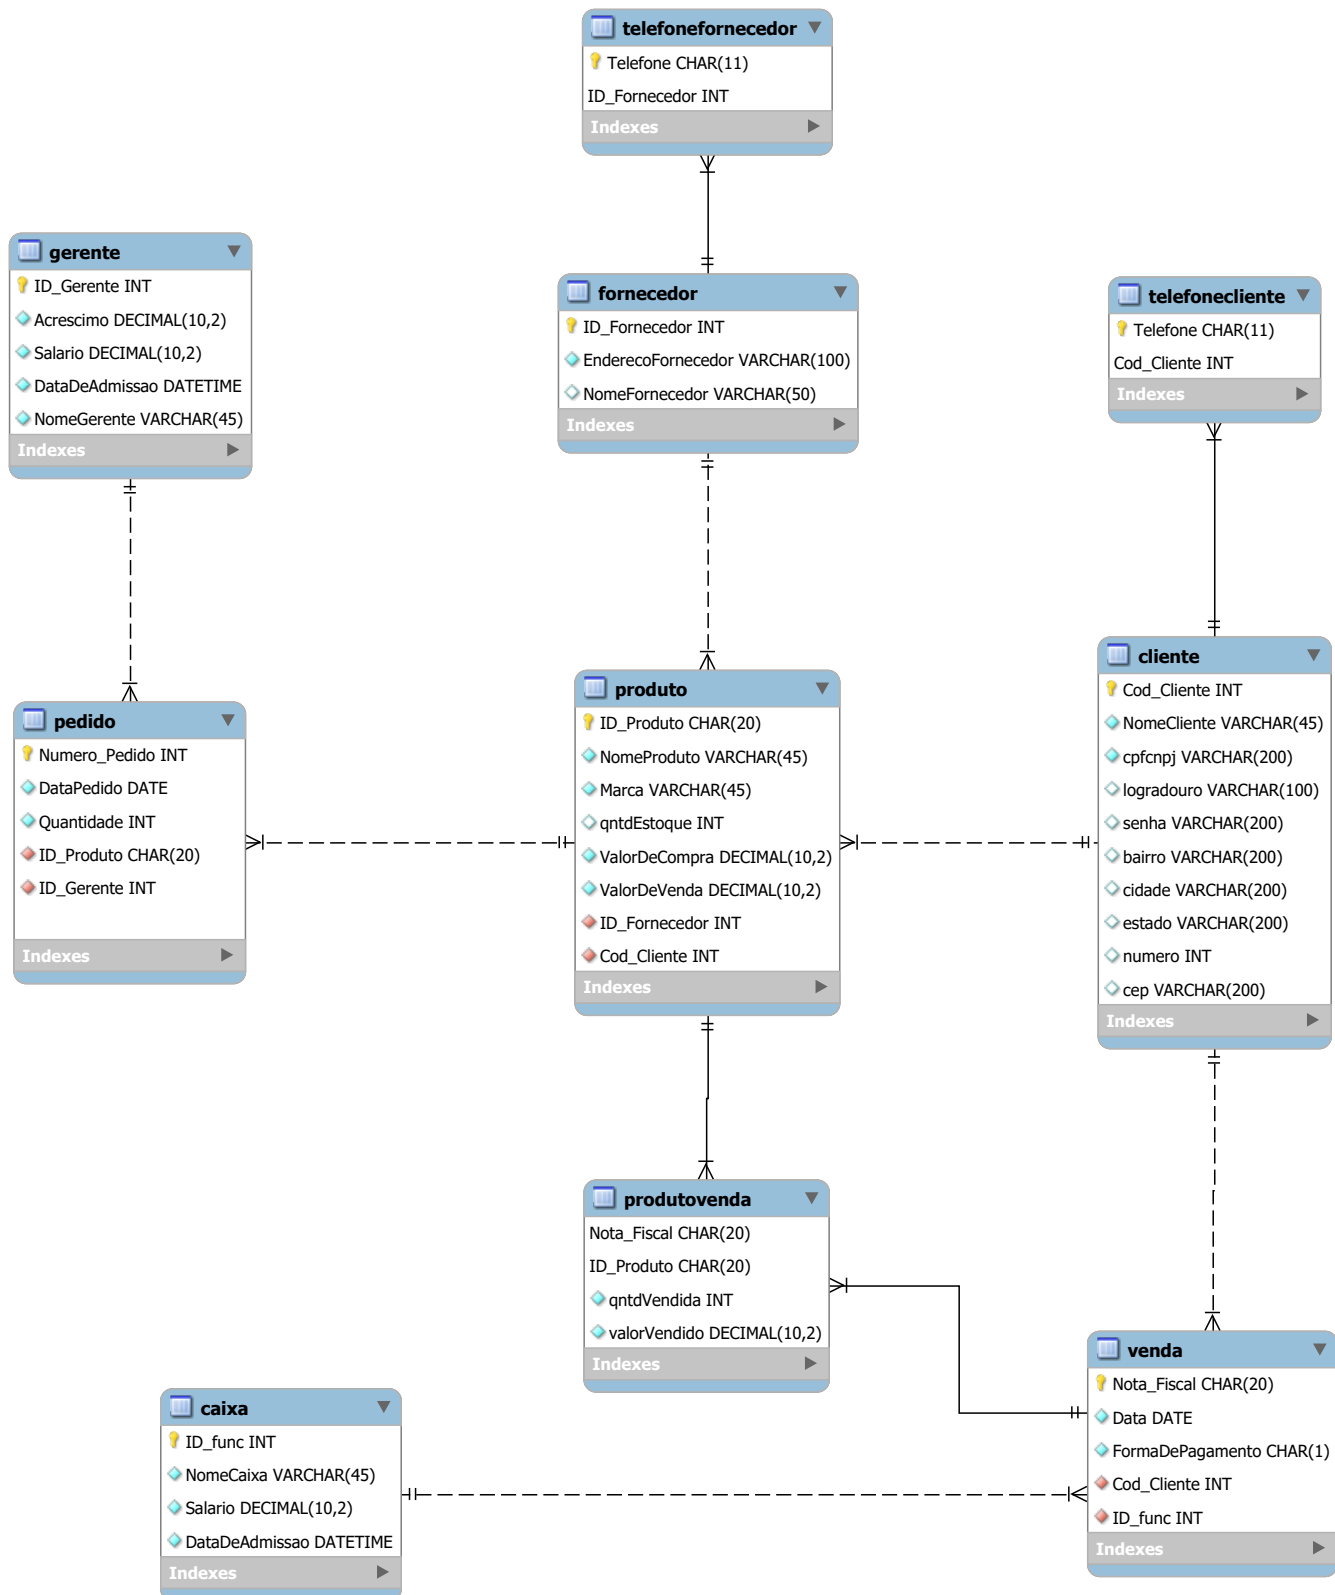 telefonefornecedor
Telefone CHAR(11)
ID_Fornecedor INT
Indexes
gerente
ID_Gerente INT
Acrescimo DECIMAL(10,2)
Salario DECIMAL(10,2)
DataDeAdmissao DATETIME
NomeGerente VARCHAR(45)
Indexes
fornecedor
ID_Fornecedor INT
EnderecoFornecedor VARCHAR(100)
NomeFornecedor VARCHAR(50)
Indexes
telefonecliente
Telefone CHAR(11)
Cod_Cliente INT
Indexes
pedido
Numero_Pedido INT
DataPedido DATE
Quantidade INT
ID_Produto CHAR(20)
ID_Gerente INT
Indexes
produto
ID_Produto CHAR(20)
NomeProduto VARCHAR(45)
Marca VARCHAR(45)
qntdEstoque INT
ValorDeCompra DECIMAL(10,2)
ValorDeVenda DECIMAL(10,2)
ID_Fornecedor INT
Cod_Cliente INT
Indexes
cliente
Cod_Cliente INT
NomeCliente VARCHAR(45)
cpfcnpj VARCHAR(200)
logradouro VARCHAR(100)
senha VARCHAR(200)
bairro VARCHAR(200)
cidade VARCHAR(200)
estado VARCHAR(200)
numero INT
cep VARCHAR(200)
Indexes
produtovenda
Nota_Fiscal CHAR(20)
ID_Produto CHAR(20)
qntdVendida INT
valorVendido DECIMAL(10,2)
Indexes
caixa
ID_func INT
NomeCaixa VARCHAR(45)
Salario DECIMAL(10,2)
DataDeAdmissao DATETIME
Indexes
venda
Nota_Fiscal CHAR(20)
Data DATE
FormaDePagamento CHAR(1)
Cod_Cliente INT
ID_func INT
Indexes